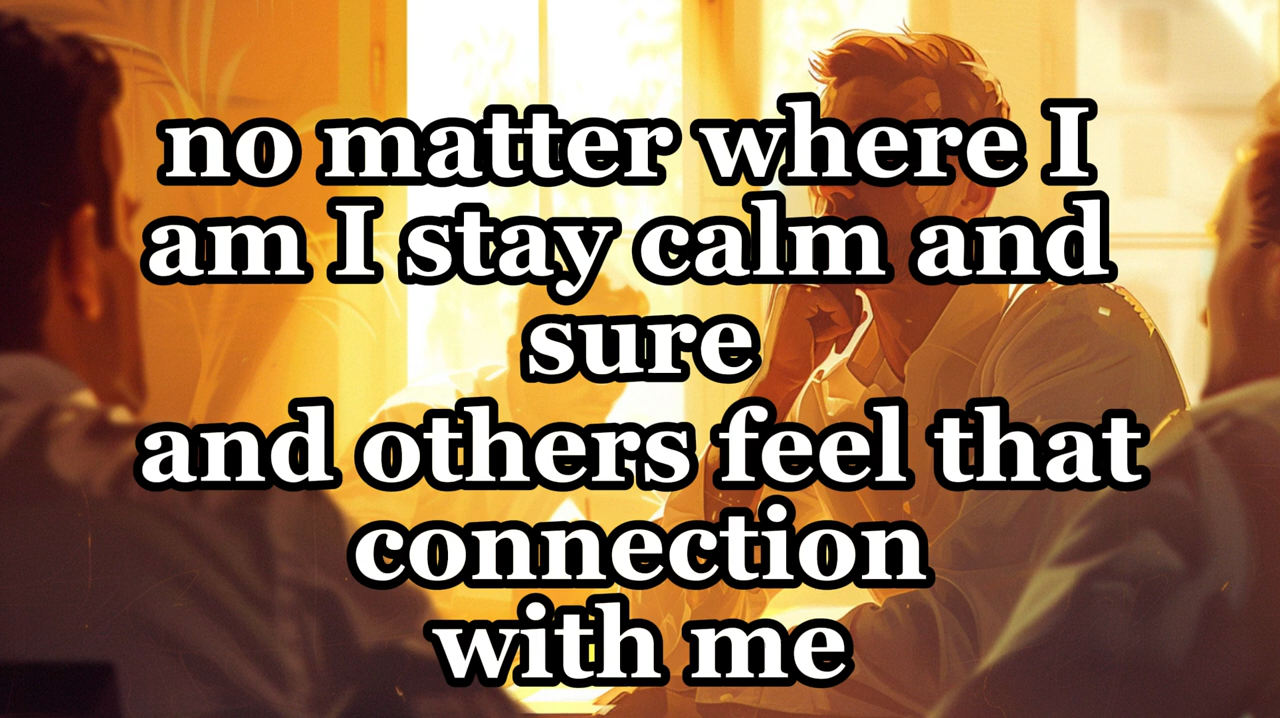 no matter where I
am I stay calm and
sure
and others feel that
connection
with me